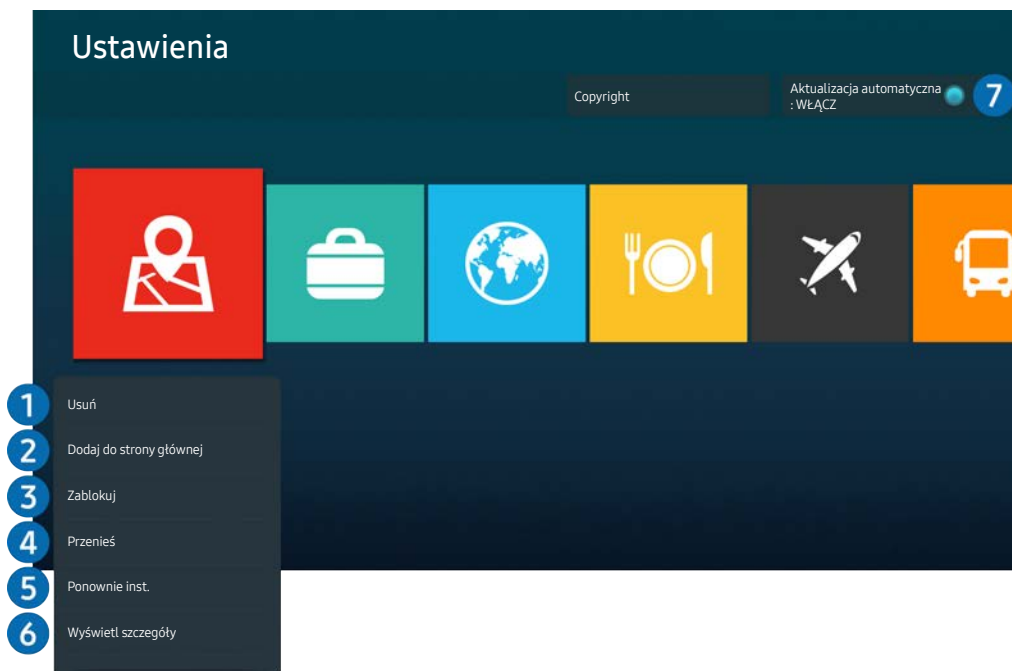 Ustawienia
Copyright
Aktualizacja automatyczna
: WŁĄCZ
7
1
Usuń
2
Dodaj do strony głównej
3
Zablokuj
4
Przenieś
5
Ponownie inst.
6
Wyświetl szczegóły